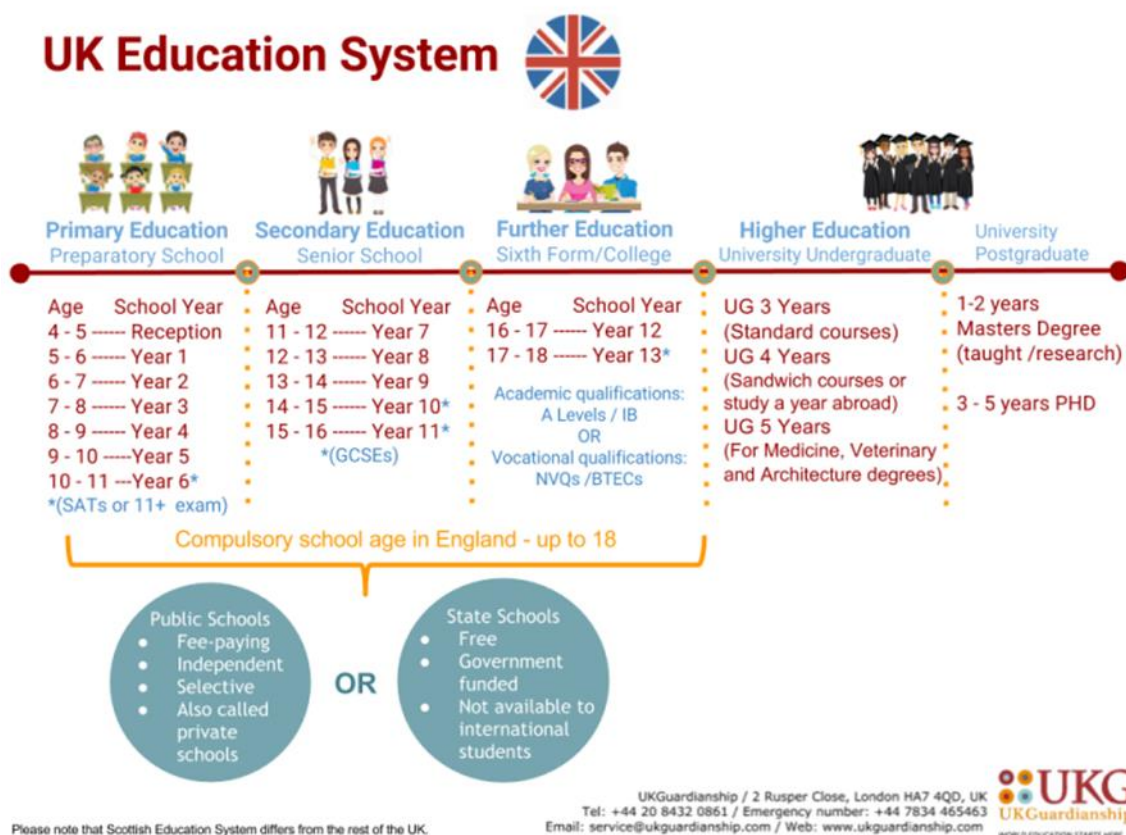 UK Education System
Primary Education
Preparatory School
Secondary Education
Senior School
Further Education
Sixth Form/College
Higher Education
University Undergraduate
University
Postgraduate
Age School Year
4 - 5 ------ Reception
5 - 6 ------ Year 1
6 - 7 ------ Year 2
7 - 8 ------ Year 3
8 - 9 ------ Year 4
9 - 10 -----Year 5
10 - 11 ---Year 6*
*(SATs or 11+ exam)
Age School Year
11 - 12 ------ Year 7
12 - 13 ------ Year 8
13 - 14 ------ Year 9
14 - 15 ------ Year 10*
15 - 16 ------ Year 11*
*(GCSEs)
Age School Year
16 - 17 ------ Year 12
17 - 18 ------ Year 13*
Academic qualifications:
A Levels / IB
OR
Vocational qualifications:
NVQs /BTECs
UG 3 Years
(Standard courses)
UG 4 Years
(Sandwich courses or
study a year abroad)
UG 5 Years
(For Medicine, Veterinary
and Architecture degrees)
1-2 years
Masters Degree
(taught /research)
3 - 5 years PHD
Compulsory school age in England - up to 18
Public Schools
● Fee-paying
● Independent
● Selective
● Also called
private
schools
OR
State Schools
● Free
● Government
funded
● Not available to
international
students
UKGuardianship / 2 Rusper Close, London HA7 4QD, UK
Tel: +44 20 8432 0861 / Emergency number: +44 7834 465463
Email: service@ukguardianship.com / Web: www.ukguardianship.com
UKG
UKGuardianship
WORLD EDUCATION STARTS HERE
Please note that Scottish Education System differs from the rest of the UK.